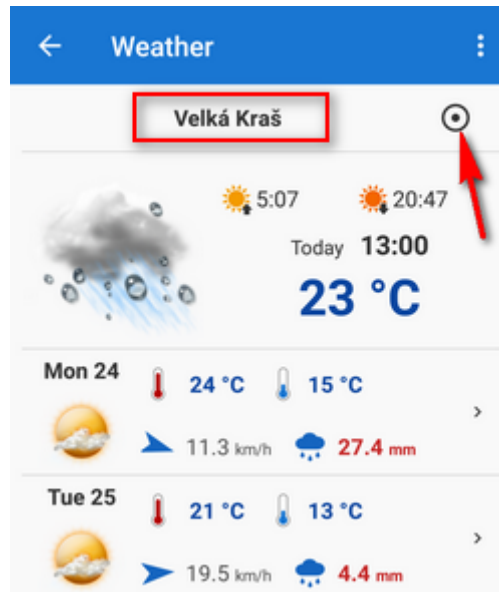 Weather
Velká Kraš
5:07 20:47
Today 13:00
23 °C
Mon 24 24 °C 15 °C
11.3 km/h 27.4 mm
Tue 25 21 °C 13 °C
19.5 km/h 4.4 mm